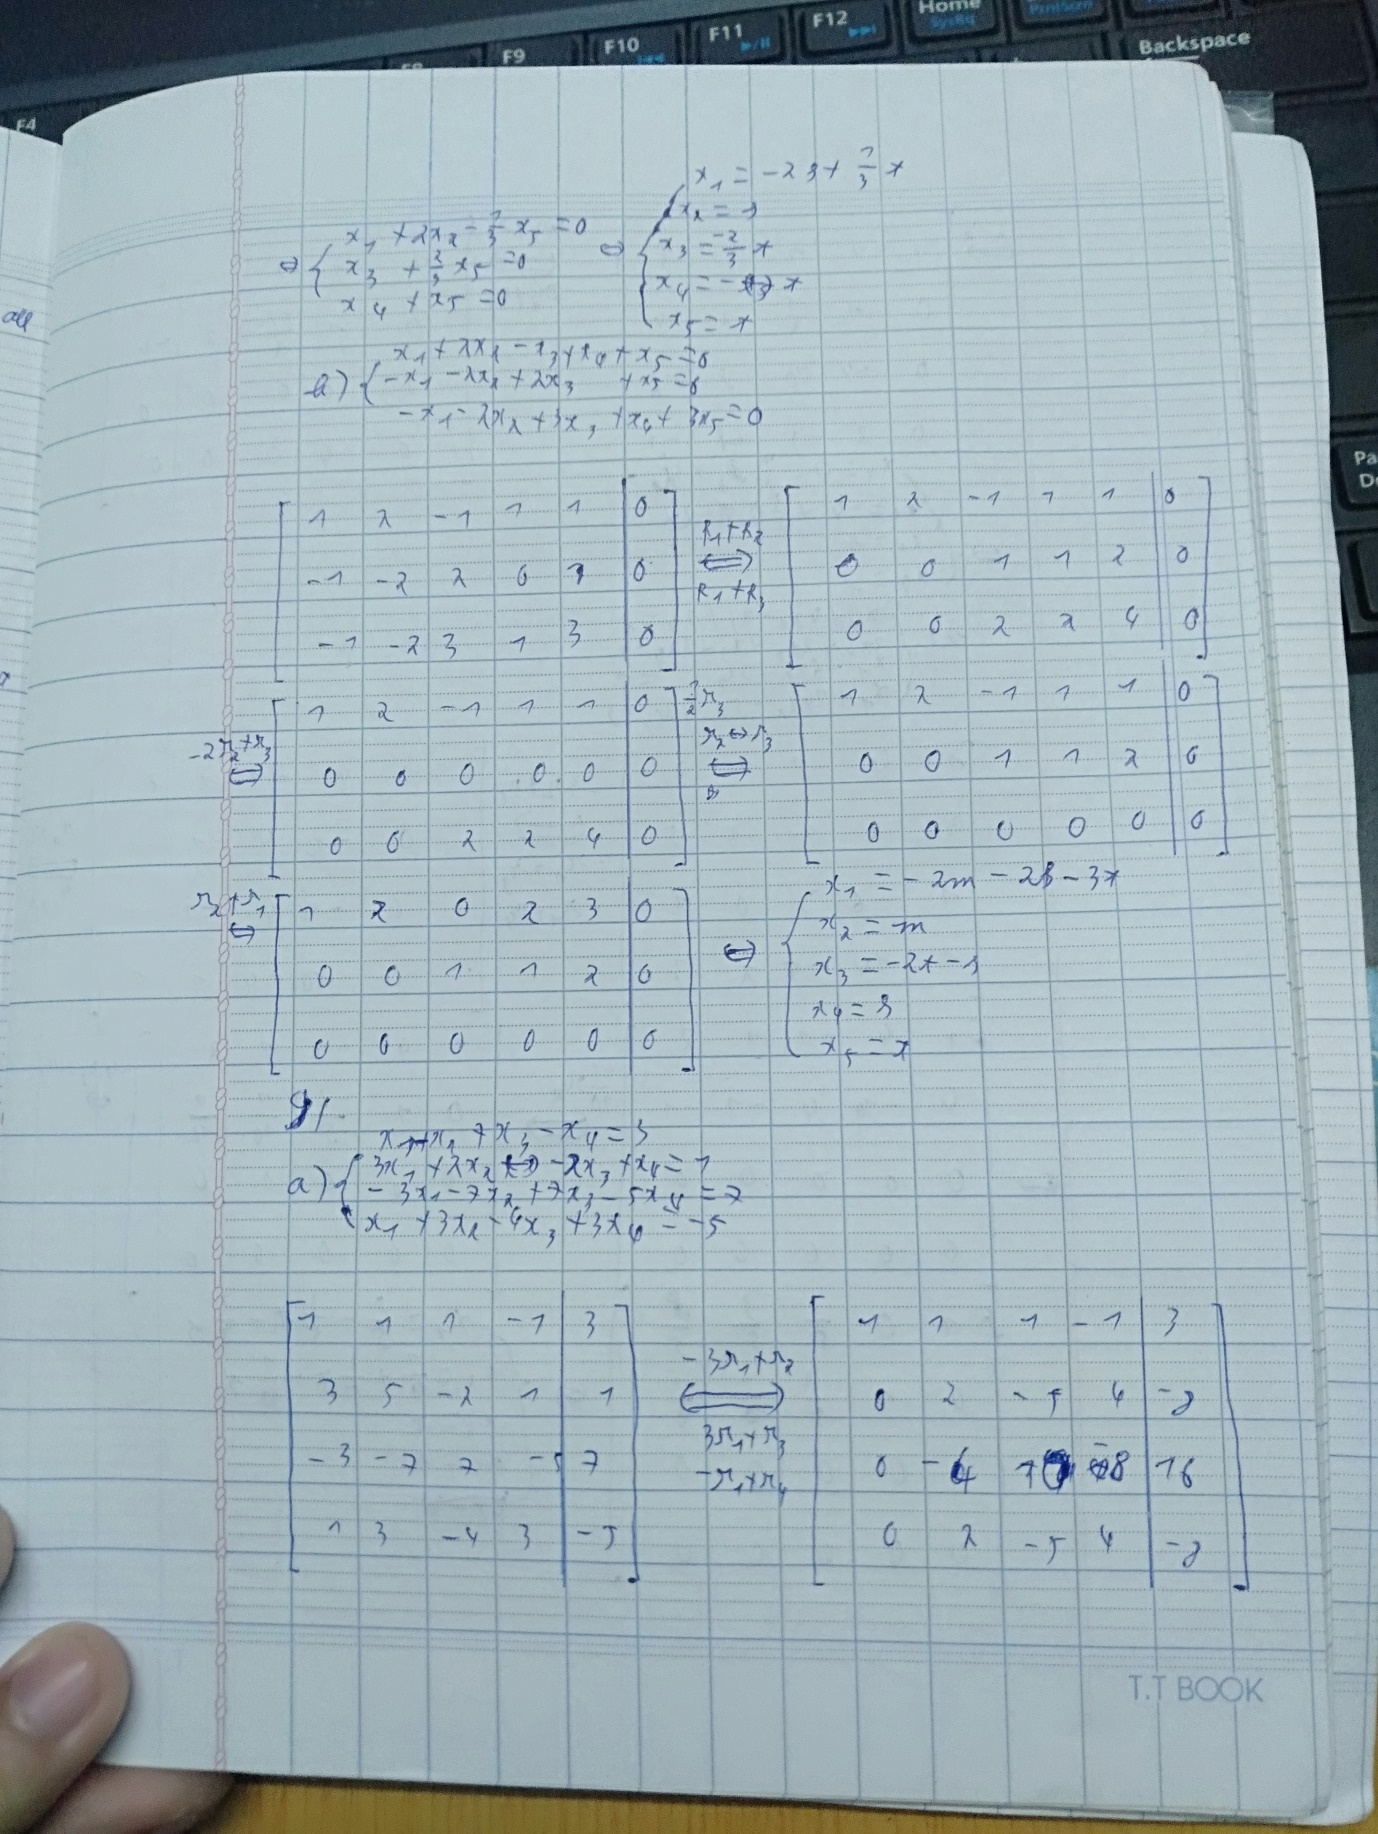 F4 F9 F10 F11 F12 Home
SysRq
Backspace
all
x₁ + 2x₂ - 1/3 x₅ = 0 ⇔ x₁ = -2s + 1/3 t
⇔ { x₃ + 2/3 x₅ = 0 x₂ = s
x₄ + x₅ = 0 x₃ = -2/3 t
x₄ = - t
x₅ = t
x₁ + 2x₂ - x₃ + x₄ + x₅ = 0
b) { -x₁ - 2x₂ + 2x₃ + x₅ = 0
-x₁ - 2x₂ + 3x₃ + x₄ + 3x₅ = 0
[ 1 2 -1 1 1 | 0 ] R₁+R₂ [ 1 2 -1 1 1 | 0 ]
[ -1 -2 2 0 1 | 0 ] ⇔ [ 0 0 1 1 2 | 0 ]
[ -1 -2 3 1 3 | 0 ] R₁+R₃ [ 0 0 2 2 4 | 0 ]
[ 1 2 -1 1 1 | 0 ] 1/2 r₃ [ 1 2 -1 1 1 | 0 ]
-2r₂+r₃ ⇔ [ 0 0 0 0 0 | 0 ] r₂↔r₃ ⇔ [ 0 0 1 1 2 | 0 ]
[ 0 0 2 2 4 | 0 ] [ 0 0 0 0 0 | 0 ]
r₂+r₁ ⇔ [ 1 2 0 2 3 | 0 ] x₁ = -2m - 2s - 3t
[ 0 0 1 1 2 | 0 ] ⇔ { x₂ = m
[ 0 0 0 0 0 | 0 ] x₃ = -2t - s
x₄ = s
x₅ = t
9/.
x₁+x₂ + x₃ - x₄ = 3
a) { 3x₁ + 2x₂ - 2x₃ + x₄ = 1
-3x₁ - 7x₂ + 7x₃ - 5x₄ = 7
x₁ + 3x₂ - 4x₃ + 3x₄ = -5
[ 1 1 1 -1 | 3 ] -3r₁+r₂ [ 1 1 1 -1 | 3 ]
[ 3 5 -2 1 | 1 ] ⇔ [ 0 2 -5 4 | -8 ]
[ -3 -7 7 -5 | 7 ] 3r₁+r₃ [ 0 -4 10 -8 | 16 ]
[ 1 3 -4 3 | -5 ] -r₁+r₄ [ 0 2 -5 4 | -8 ]
T.T BOOK